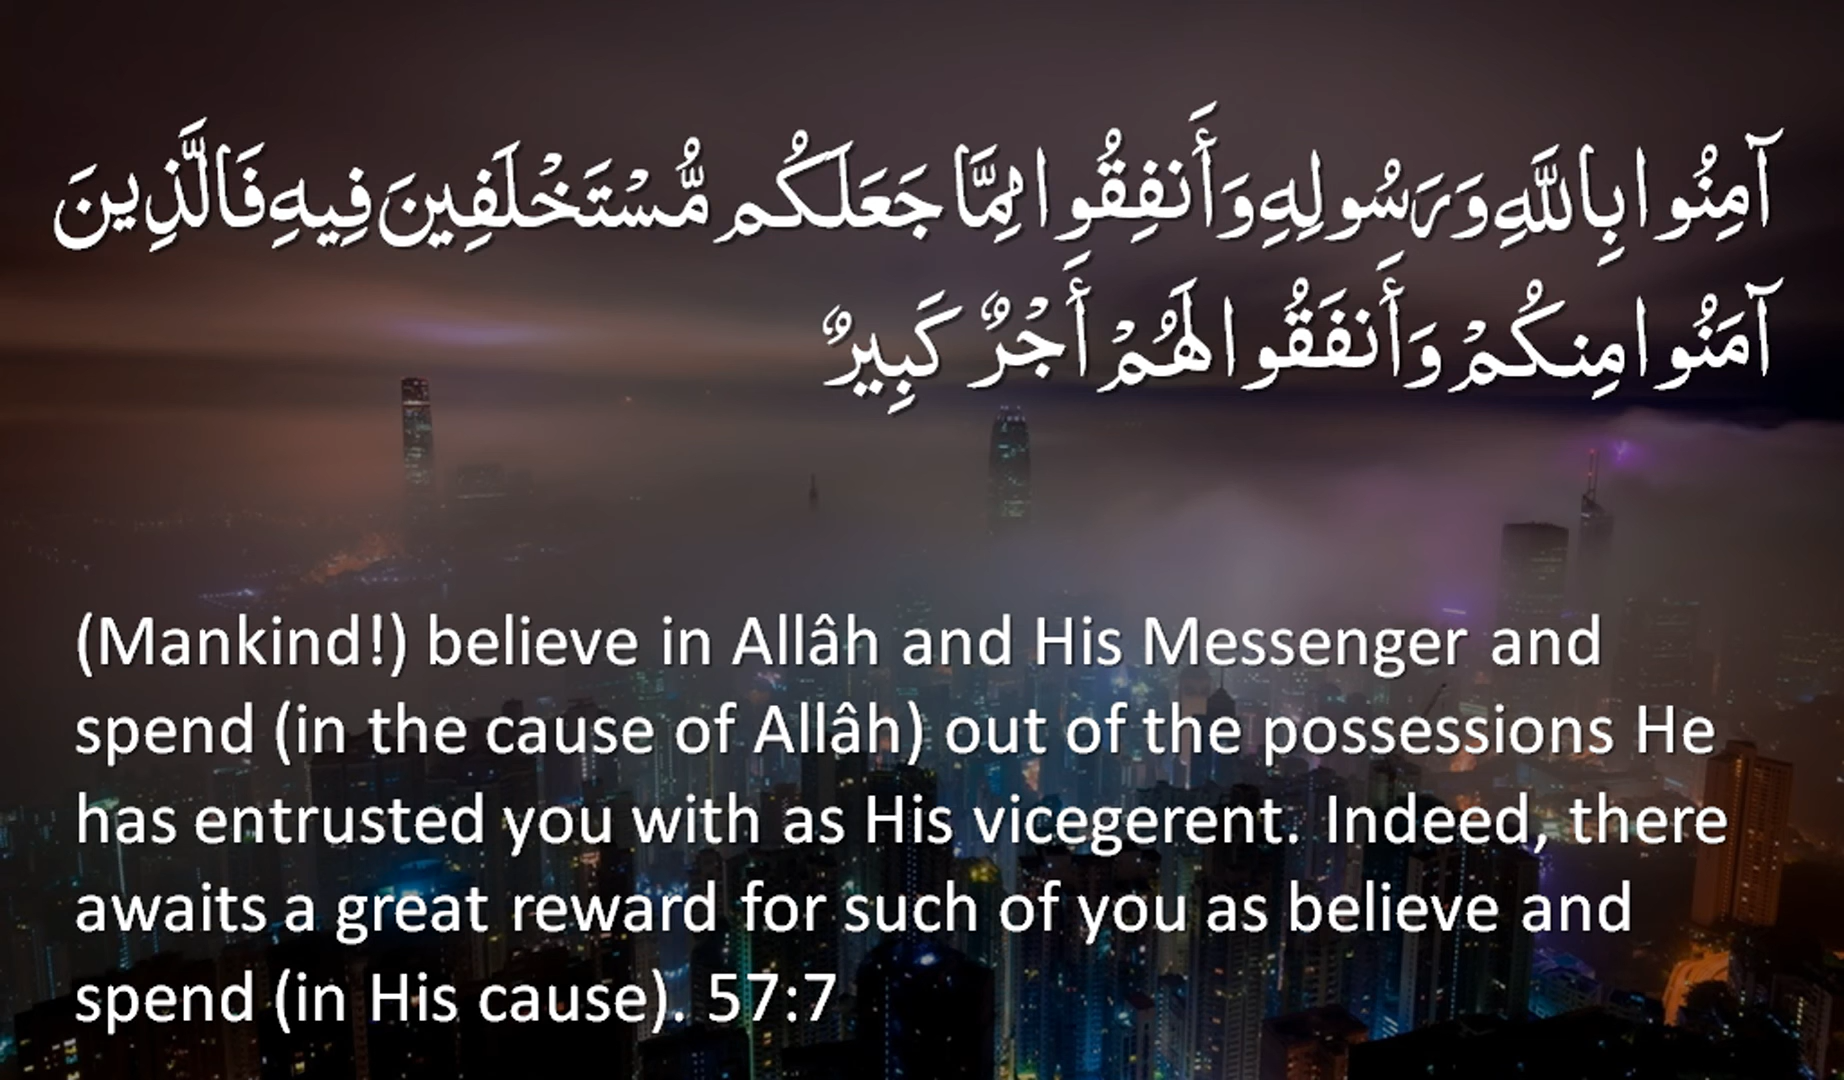 آمِنُوا بِاللَّهِ وَرَسُولِهِ وَأَنفِقُوا مِمَّا جَعَلَكُم مُّسْتَخْلَفِينَ فِيهِ فَالَّذِينَ
آمَنُوا مِنكُمْ وَأَنفَقُوا لَهُمْ أَجْرٌ كَبِيرٌ
(Mankind!) believe in Allâh and His Messenger and
spend (in the cause of Allâh) out of the possessions He
has entrusted you with as His vicegerent. Indeed, there
awaits a great reward for such of you as believe and
spend (in His cause). 57:7